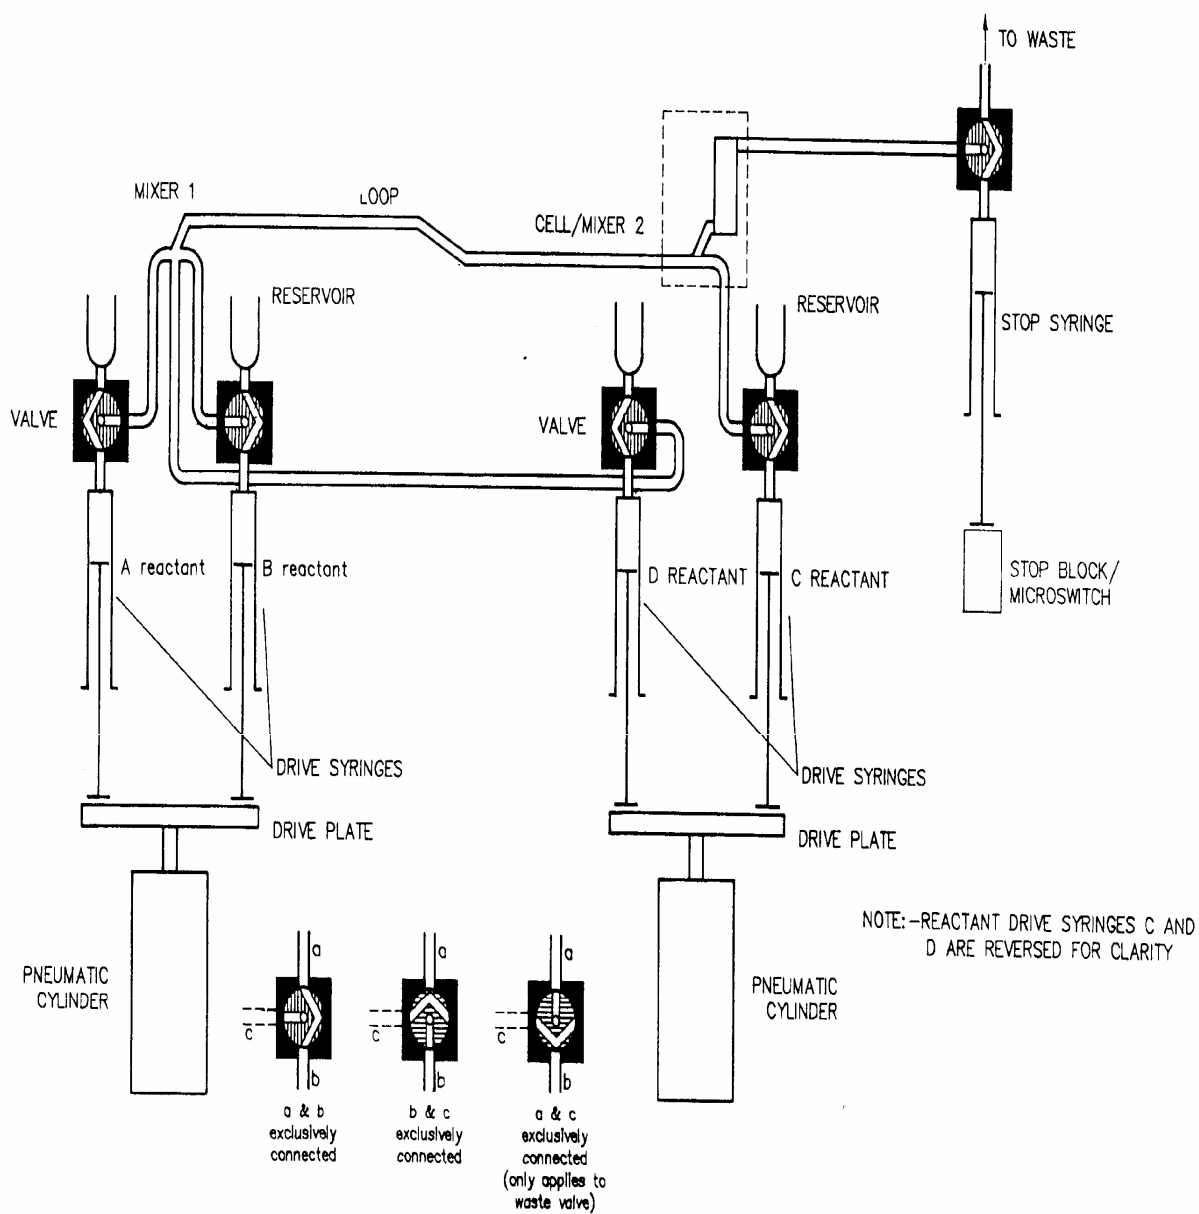 TO WASTE
MIXER 1
LOOP
CELL/MIXER 2
RESERVOIR
RESERVOIR
STOP SYRINGE
VALVE
VALVE
A reactant
B reactant
D REACTANT
C REACTANT
STOP BLOCK/
MICROSWITCH
DRIVE SYRINGES
DRIVE SYRINGES
DRIVE PLATE
DRIVE PLATE
NOTE:-REACTANT DRIVE SYRINGES C AND
D ARE REVERSED FOR CLARITY
PNEUMATIC
CYLINDER
PNEUMATIC
CYLINDER
a
c
b
a & b
exclusively
connected
a
c
b
b & c
exclusively
connected
a
c
b
a & c
exclusively
connected
(only applies to
waste valve)